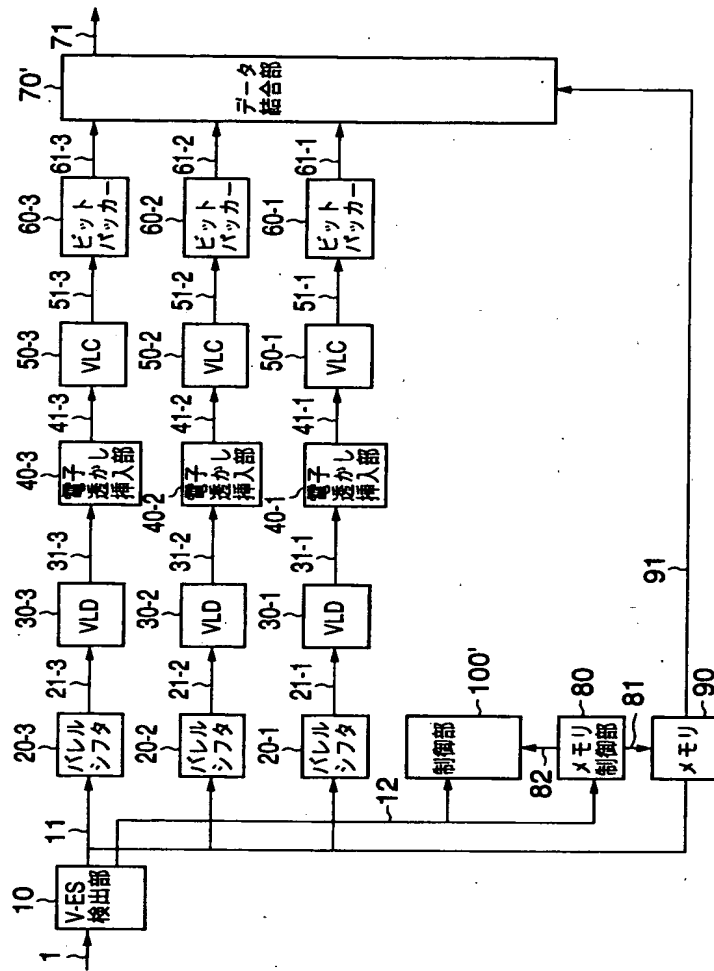 1
10
V-ES
検出部
11
12
20-3
バレル
シフタ
21-3
30-3
VLD
31-3
40-3
電子
透かし
挿入部
41-3
50-3
VLC
51-3
60-3
ビット
パッカー
61-3
20-2
バレル
シフタ
21-2
30-2
VLD
31-2
40-2
電子
透かし
挿入部
41-2
50-2
VLC
51-2
60-2
ビット
パッカー
61-2
20-1
バレル
シフタ
21-1
30-1
VLD
31-1
40-1
電子
透かし
挿入部
41-1
50-1
VLC
51-1
60-1
ビット
パッカー
61-1
70'
データ
結合部
71
100'
制御部
82
80
メモリ
制御部
81
90
メモリ
91